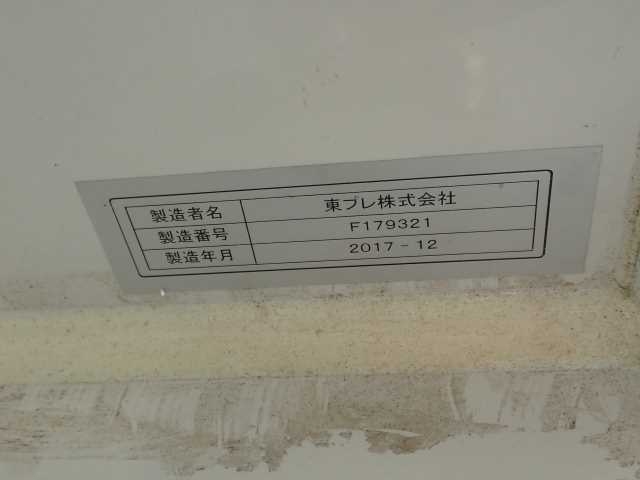 製造者名 東プレ株式会社
製造番号 F179321
製造年月 2017-12